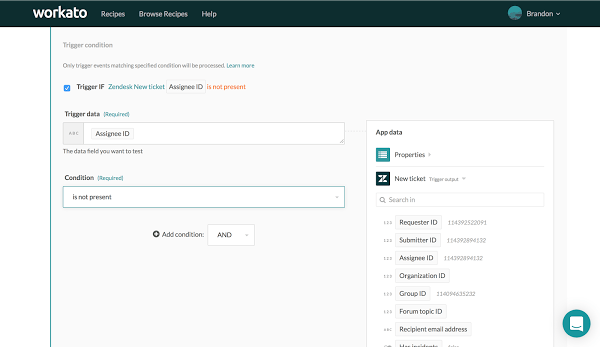 workato Recipes Browse Recipes Help Brandon
Trigger condition
Only trigger events matching specified condition will be processed. Learn more
Trigger IF Zendesk New ticket Assignee ID is not present
Trigger data (Required)
ABC Assignee ID
The data field you want to test
Condition (Required)
is not present
Add condition: AND
App data
Properties
New ticket Trigger output
Search in
123 Requester ID 114392522091
123 Submitter ID 114392894132
123 Assignee ID 114392894132
123 Organization ID
123 Group ID 114094635232
123 Forum topic ID
ABC Recipient email address
Has incidents false